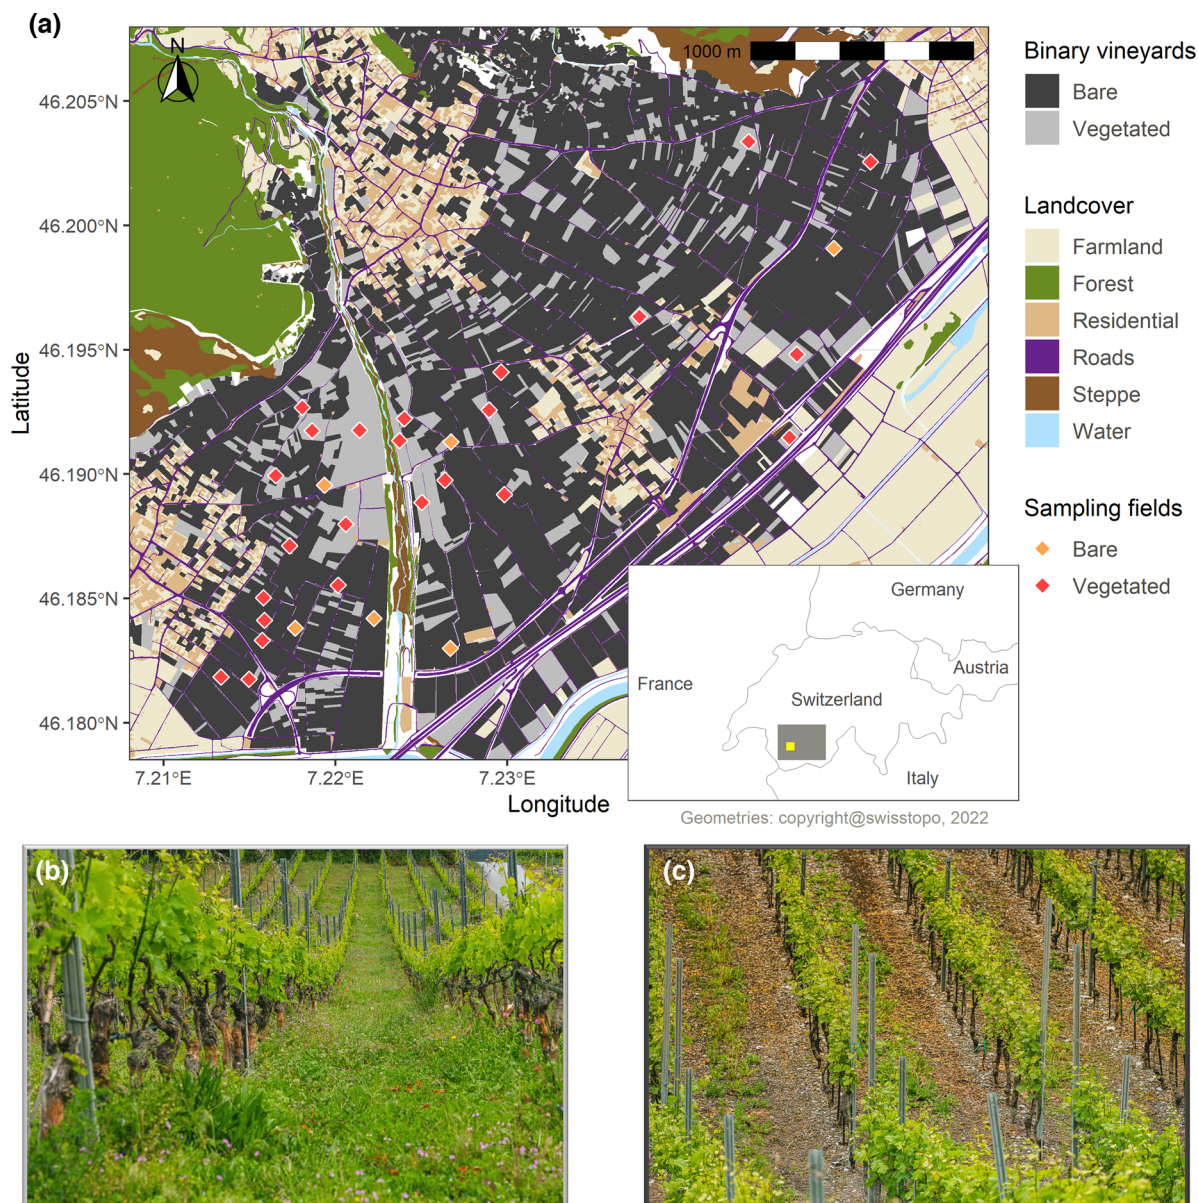 (a)
N
1000 m
46.205°N
46.200°N
46.195°N
46.190°N
46.185°N
46.180°N
Latitude
7.21°E
7.22°E
7.23°E
Longitude
Binary vineyards
Bare
Vegetated
Landcover
Farmland
Forest
Residential
Roads
Steppe
Water
Sampling fields
Bare
Vegetated
Germany
France
Austria
Switzerland
Italy
Geometries: copyright@swisstopo, 2022
(b)
(c)